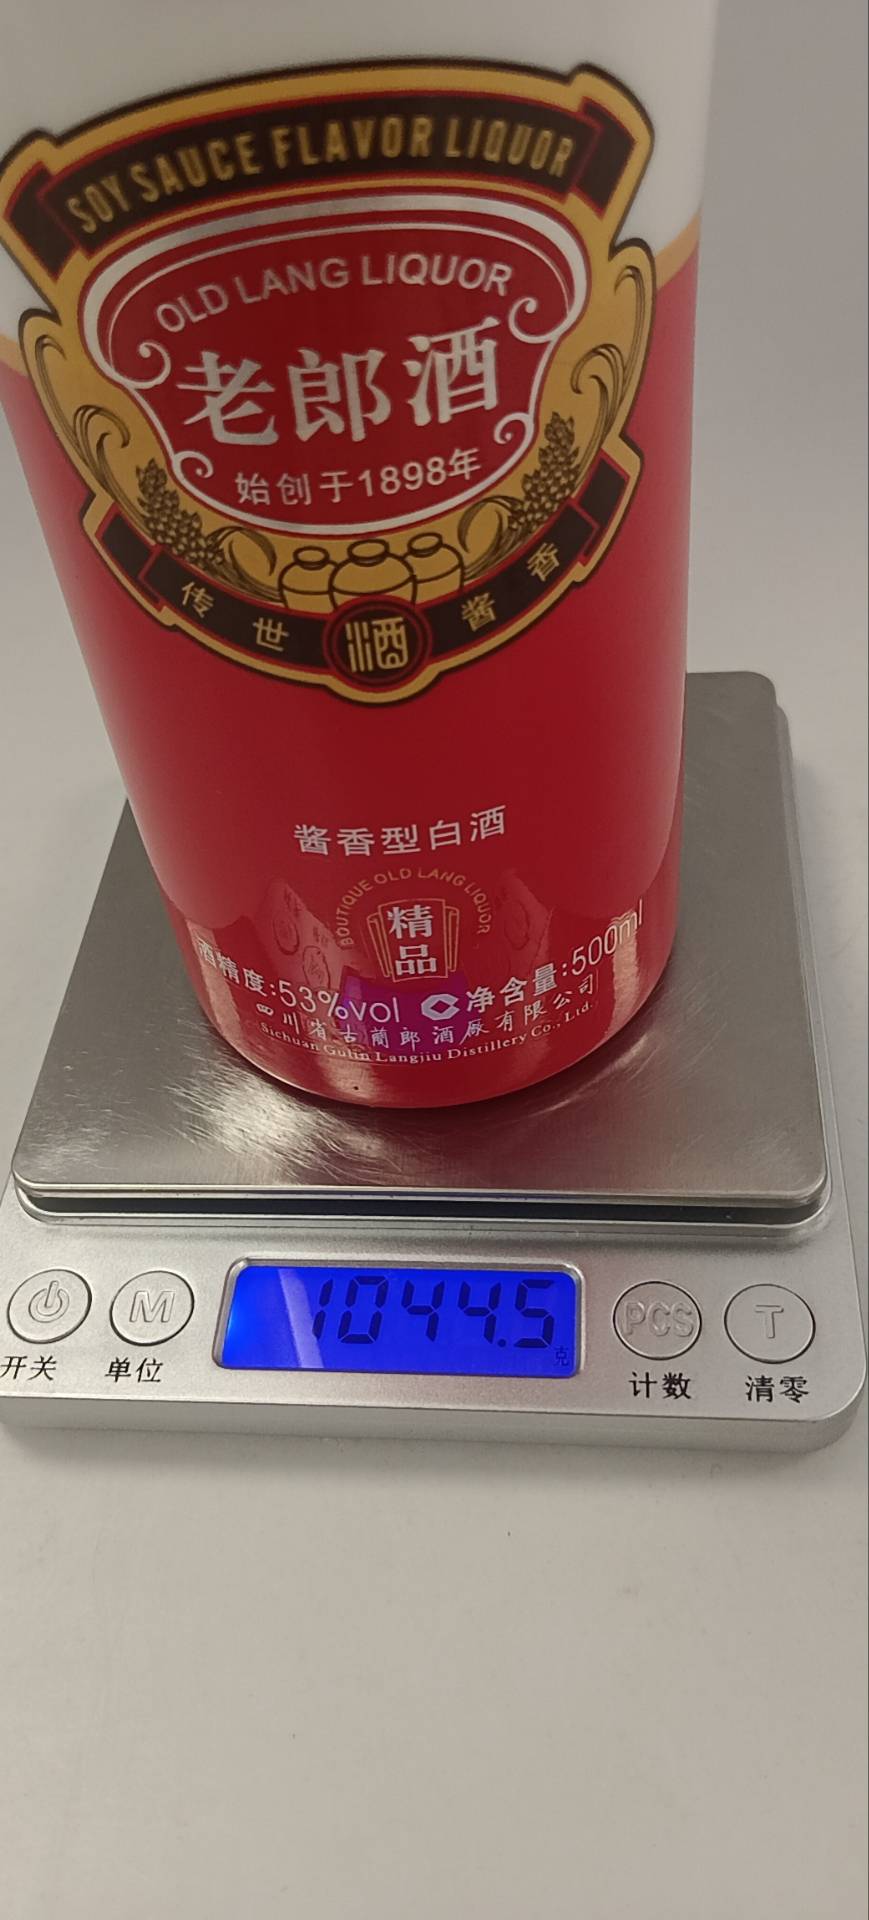 SOY SAUCE FLAVOR LIQUOR
OLD LANG LIQUOR
老郎酒
始创于1898年
传世酒酱香
酱香型白酒
BOUTIQUE OLD LANG LIQUOR
精品
酒精度:53%vol 净含量:500ml
四川省古蔺郎酒厂有限公司
Sichuan Gulin Langjiu Distillery Co., Ltd.
1044.5
克
M PCS T
开关 单位 计数 清零